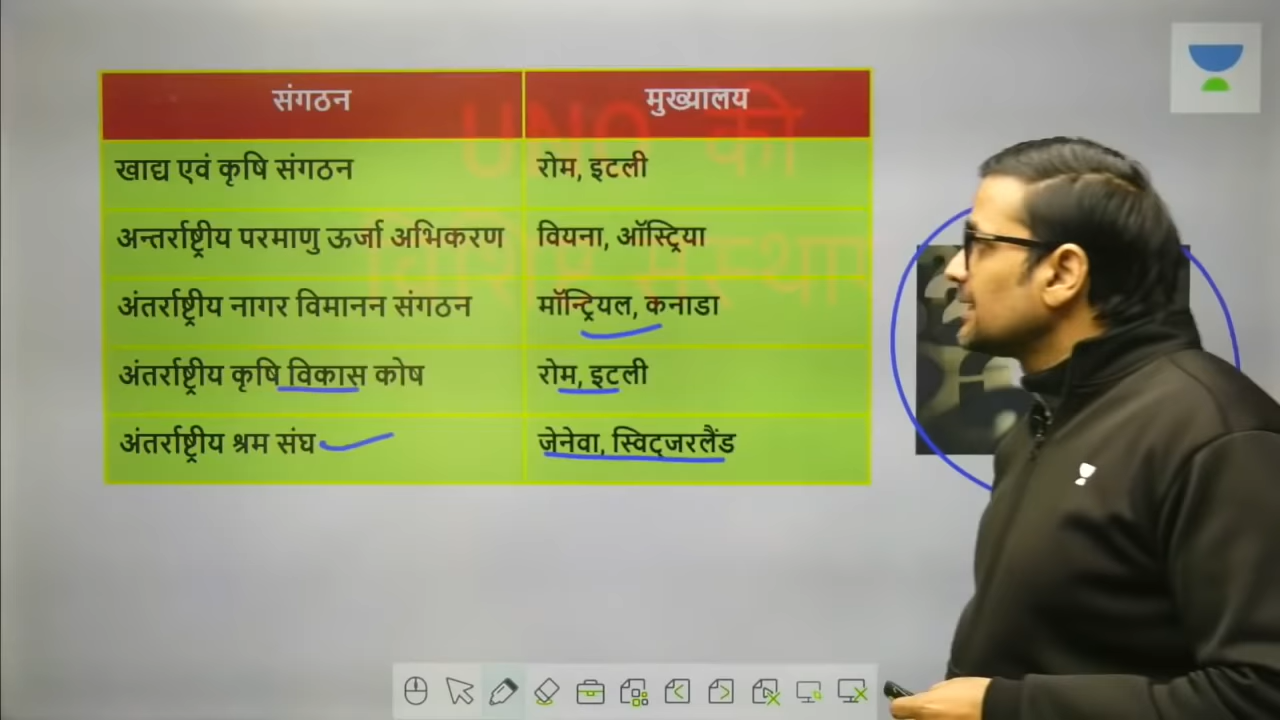 संगठन
मुख्यालय
खाद्य एवं कृषि संगठन
रोम, इटली
अन्तर्राष्ट्रीय परमाणु ऊर्जा अभिकरण
वियना, ऑस्ट्रिया
अंतर्राष्ट्रीय नागर विमानन संगठन
मॉन्ट्रियल, कनाडा
अंतर्राष्ट्रीय कृषि विकास कोष
रोम, इटली
अंतर्राष्ट्रीय श्रम संघ
जेनेवा, स्विट्जरलैंड
UNO की